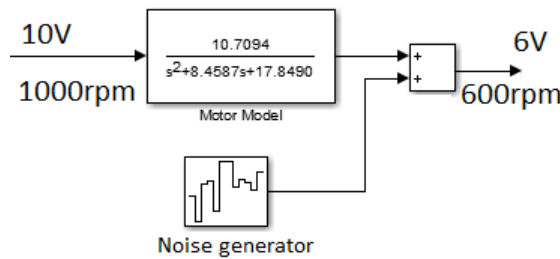 10V
1000rpm
10.7094
s²+8.4587s+17.8490
Motor Model
+
+
6V
600rpm
Noise generator